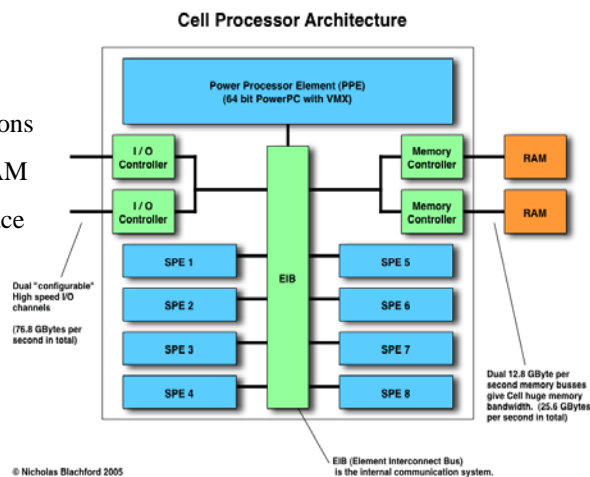 Cell Processor Architecture
Power Processor Element (PPE)
(64 bit PowerPC with VMX)
ons
AM
ce
I / O
Controller
I / O
Controller
Memory
Controller
Memory
Controller
RAM
RAM
EIB
SPE 1
SPE 2
SPE 3
SPE 4
SPE 5
SPE 6
SPE 7
SPE 8
Dual "configurable"
High speed I/O
channels
(76.8 GBytes per
second in total)
Dual 12.8 GByte per
second memory busses
give Cell huge memory
bandwidth. (25.6 GBytes
per second in total)
EIB (Element Interconnect Bus)
is the internal communication system.
© Nicholas Blachford 2005